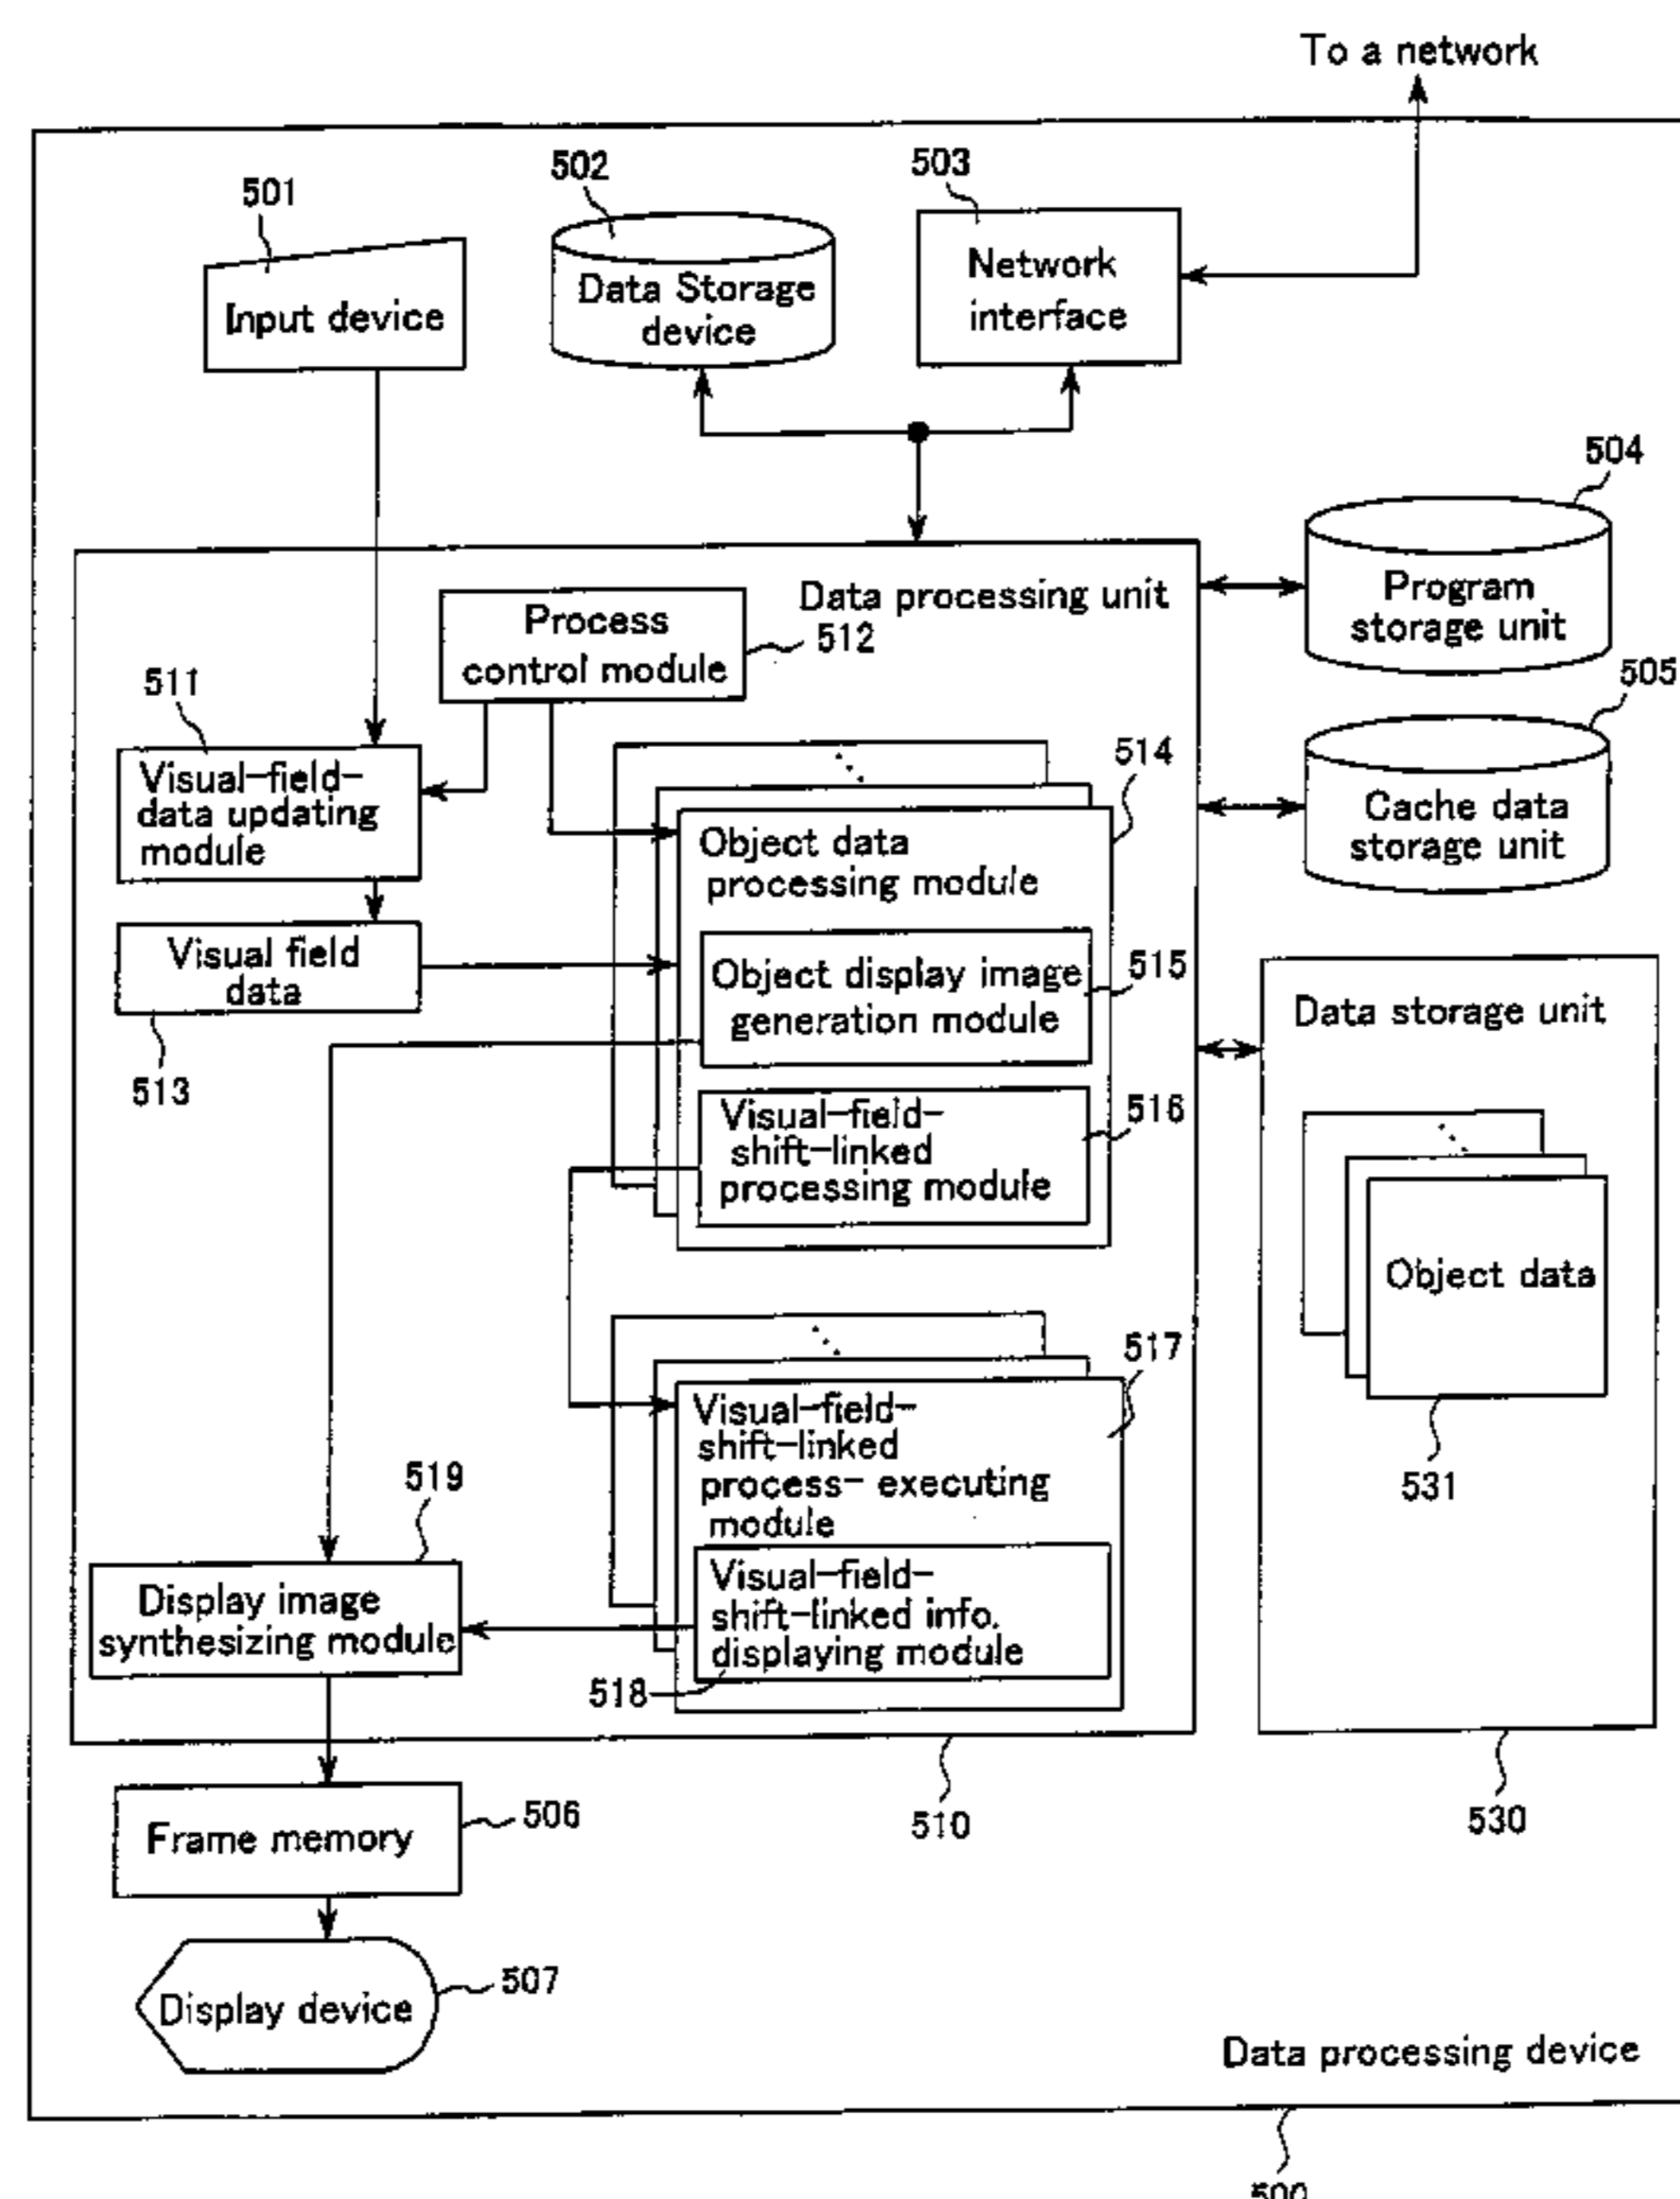 To a network
501
502
503
Input device
Data Storage
device
Network
interface
504
Program
storage unit
Data processing unit
Process
control module
512
505
Cache data
storage unit
511
Visual-field-
data updating
module
514
Object data
processing module
Visual field
data
513
Object display image
generation module
515
Data storage unit
Visual-field-
shift-linked
processing module
516
Object data
531
517
Visual-field-
shift-linked
process- executing
module
519
Display image
synthesizing module
Visual-field-
shift-linked info.
displaying module
518
510
530
Frame memory
506
Display device
507
Data processing device
500